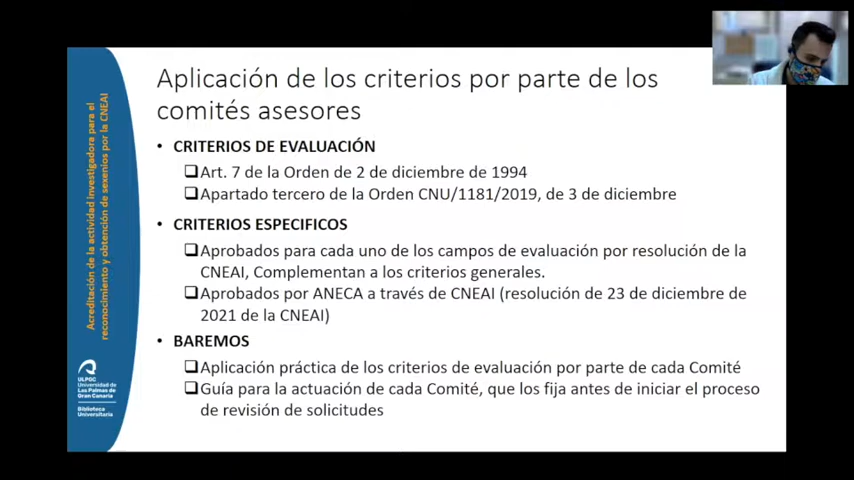 Aplicación de los criterios por parte de los
comités asesores
• CRITERIOS DE EVALUACIÓN
❑Art. 7 de la Orden de 2 de diciembre de 1994
❑Apartado tercero de la Orden CNU/1181/2019, de 3 de diciembre
• CRITERIOS ESPECIFICOS
❑Aprobados para cada uno de los campos de evaluación por resolución de la
CNEAI, Complementan a los criterios generales.
❑Aprobados por ANECA a través de CNEAI (resolución de 23 de diciembre de
2021 de la CNEAI)
• BAREMOS
❑Aplicación práctica de los criterios de evaluación por parte de cada Comité
❑Guía para la actuación de cada Comité, que los fija antes de iniciar el proceso
de revisión de solicitudes
Acreditación de la actividad investigadora para el
reconocimiento y obtención de sexenios por la CNEAI
ULPGC
Universidad de
Las Palmas de
Gran Canaria
Biblioteca
Universitaria